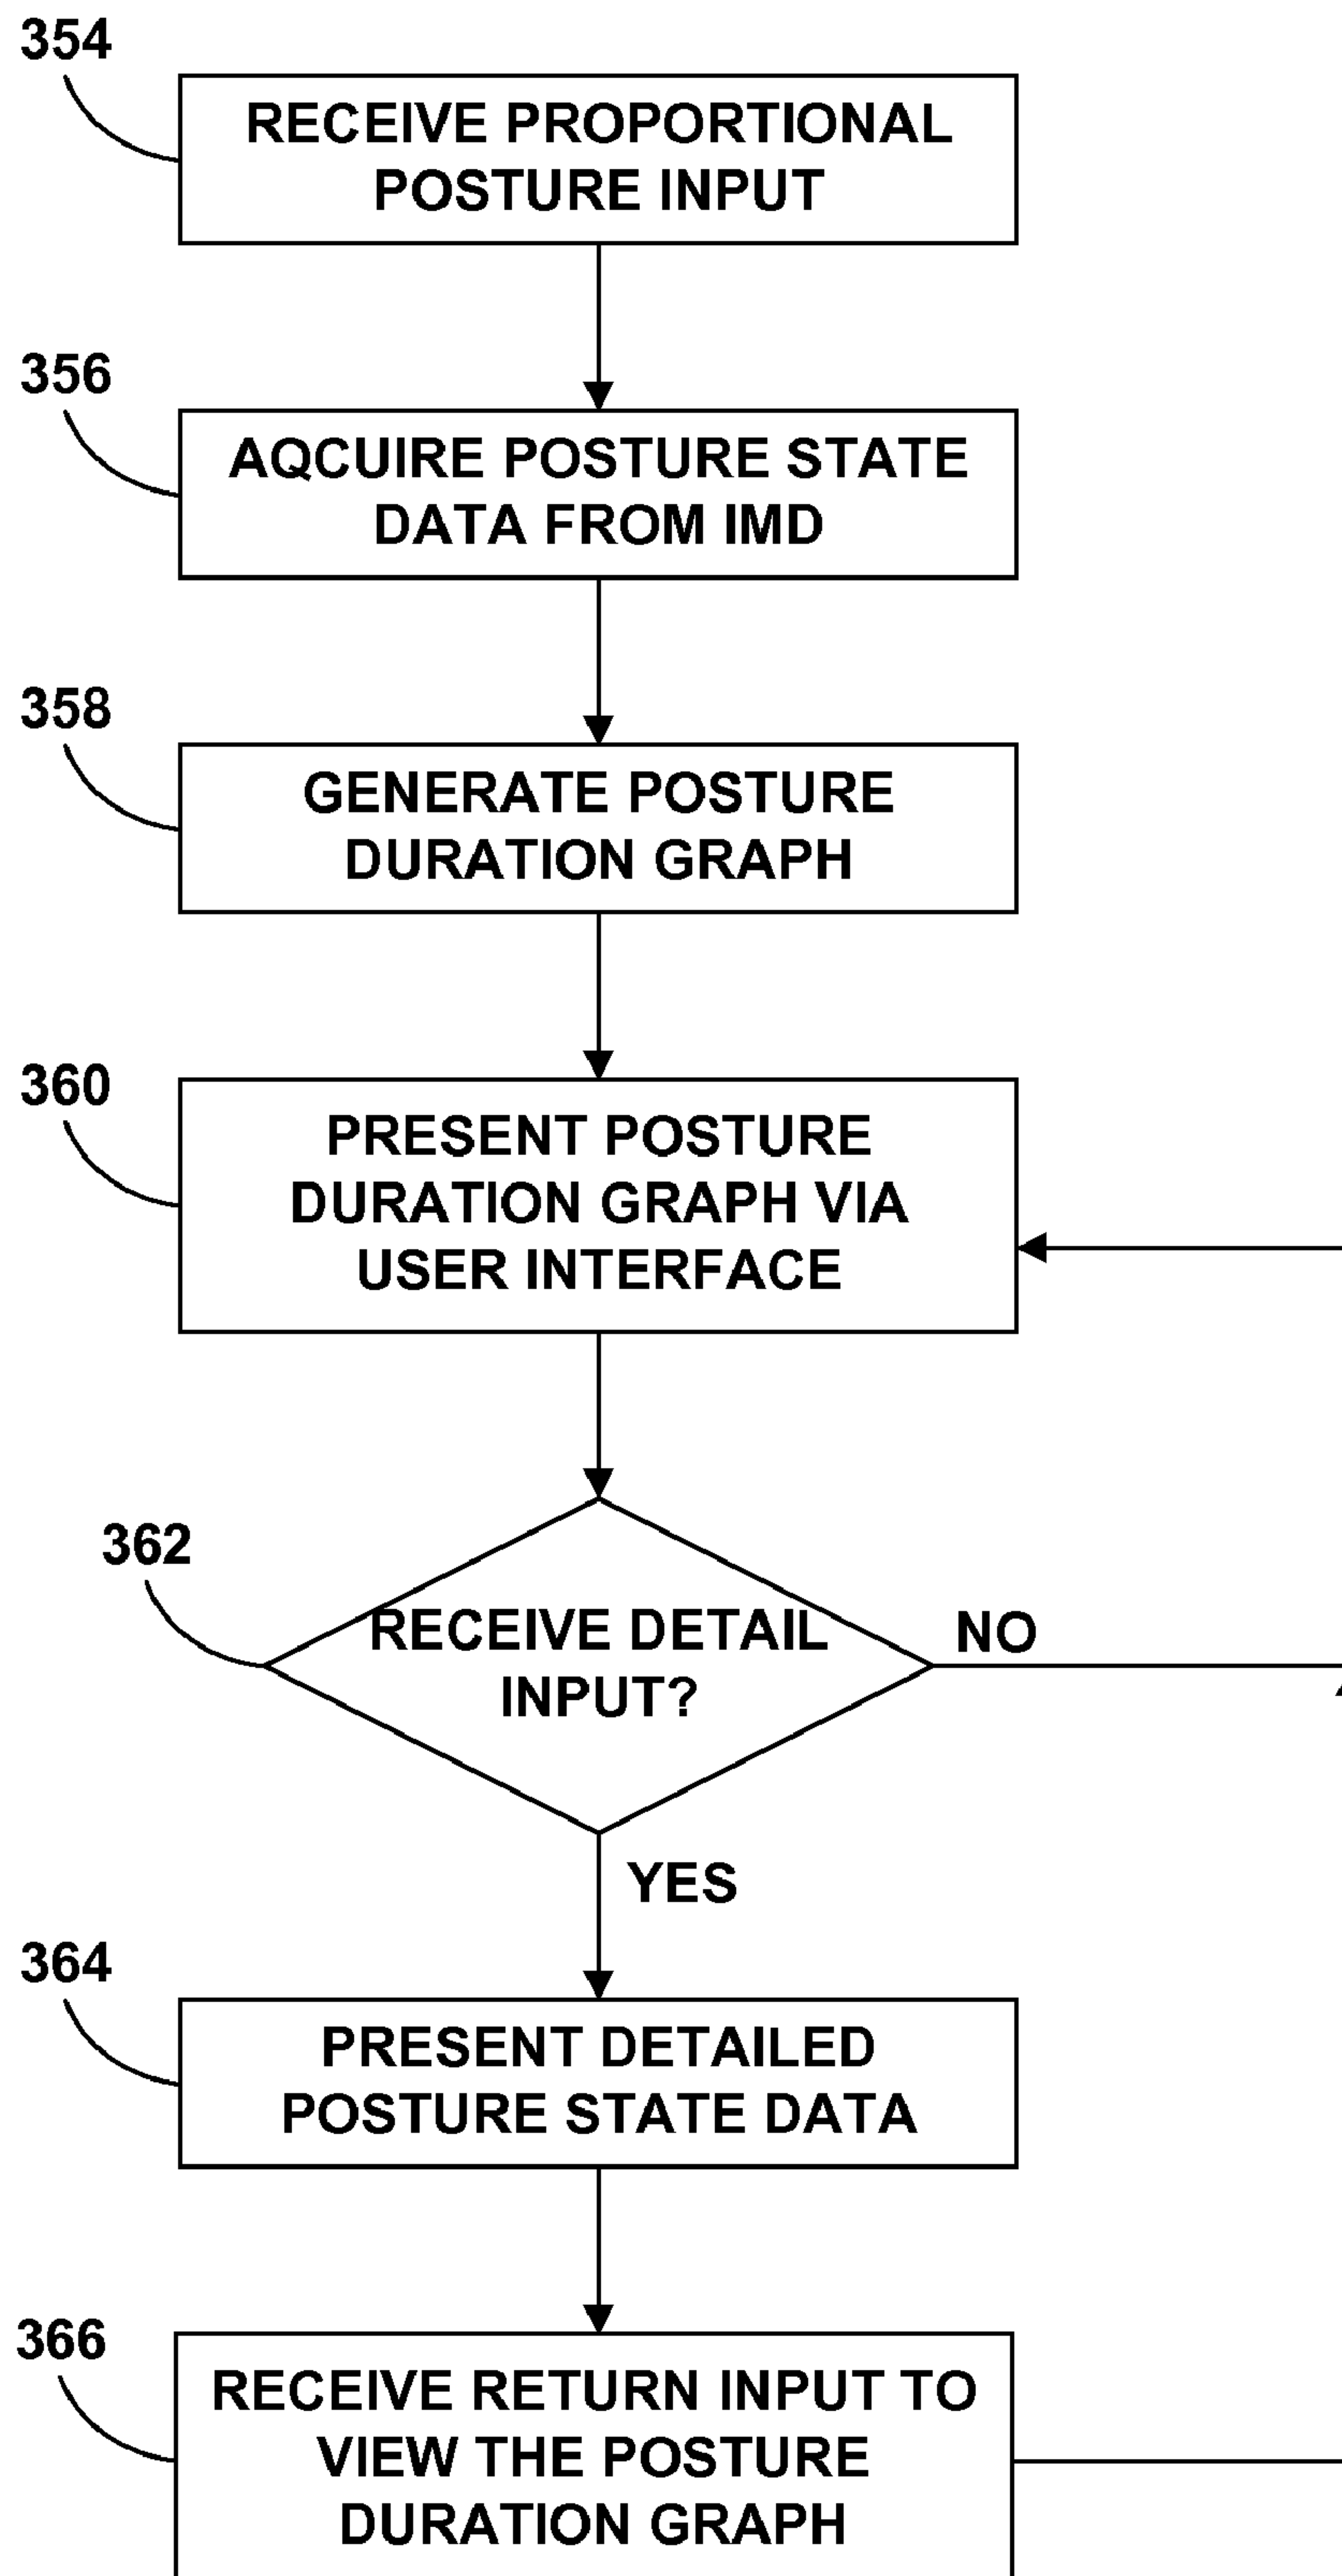 354
RECEIVE PROPORTIONAL
POSTURE INPUT
356
AQCUIRE POSTURE STATE
DATA FROM IMD
358
GENERATE POSTURE
DURATION GRAPH
360
PRESENT POSTURE
DURATION GRAPH VIA
USER INTERFACE
362
RECEIVE DETAIL
INPUT?
NO
YES
364
PRESENT DETAILED
POSTURE STATE DATA
366
RECEIVE RETURN INPUT TO
VIEW THE POSTURE
DURATION GRAPH